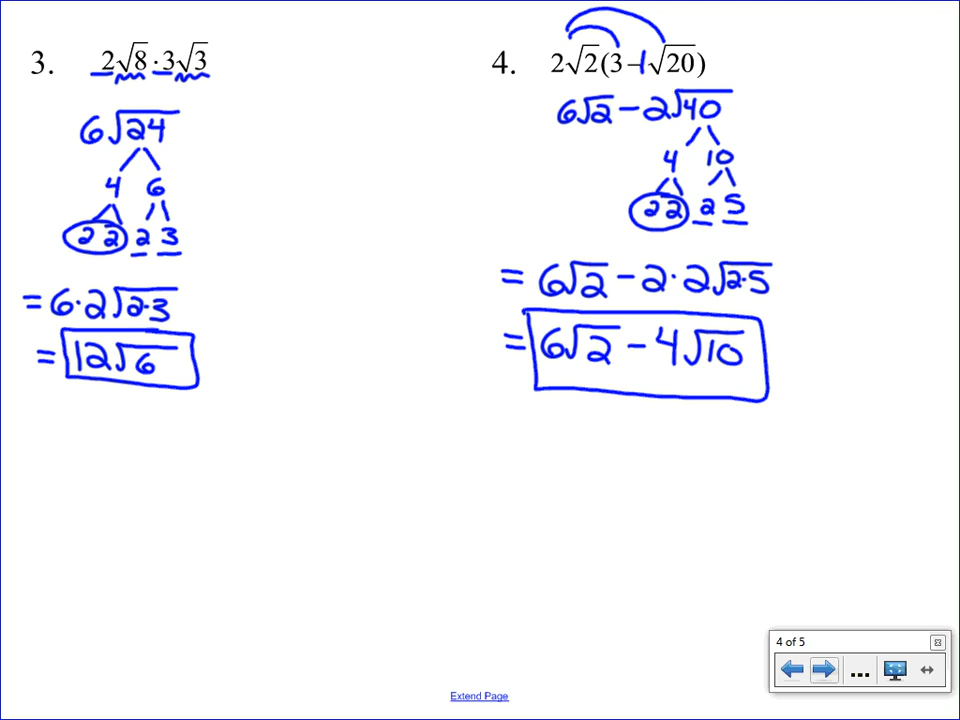 3. 2√8 · 3√3
6√24
4 6
2 2 2 3
= 6·2√2·3
= 12√6
4. 2√2(3 – 1√20)
6√2 – 2√40
4 10
2 2 2 5
= 6√2 – 2·2√2·5
= 6√2 – 4√10
4 of 5
...
Extend Page